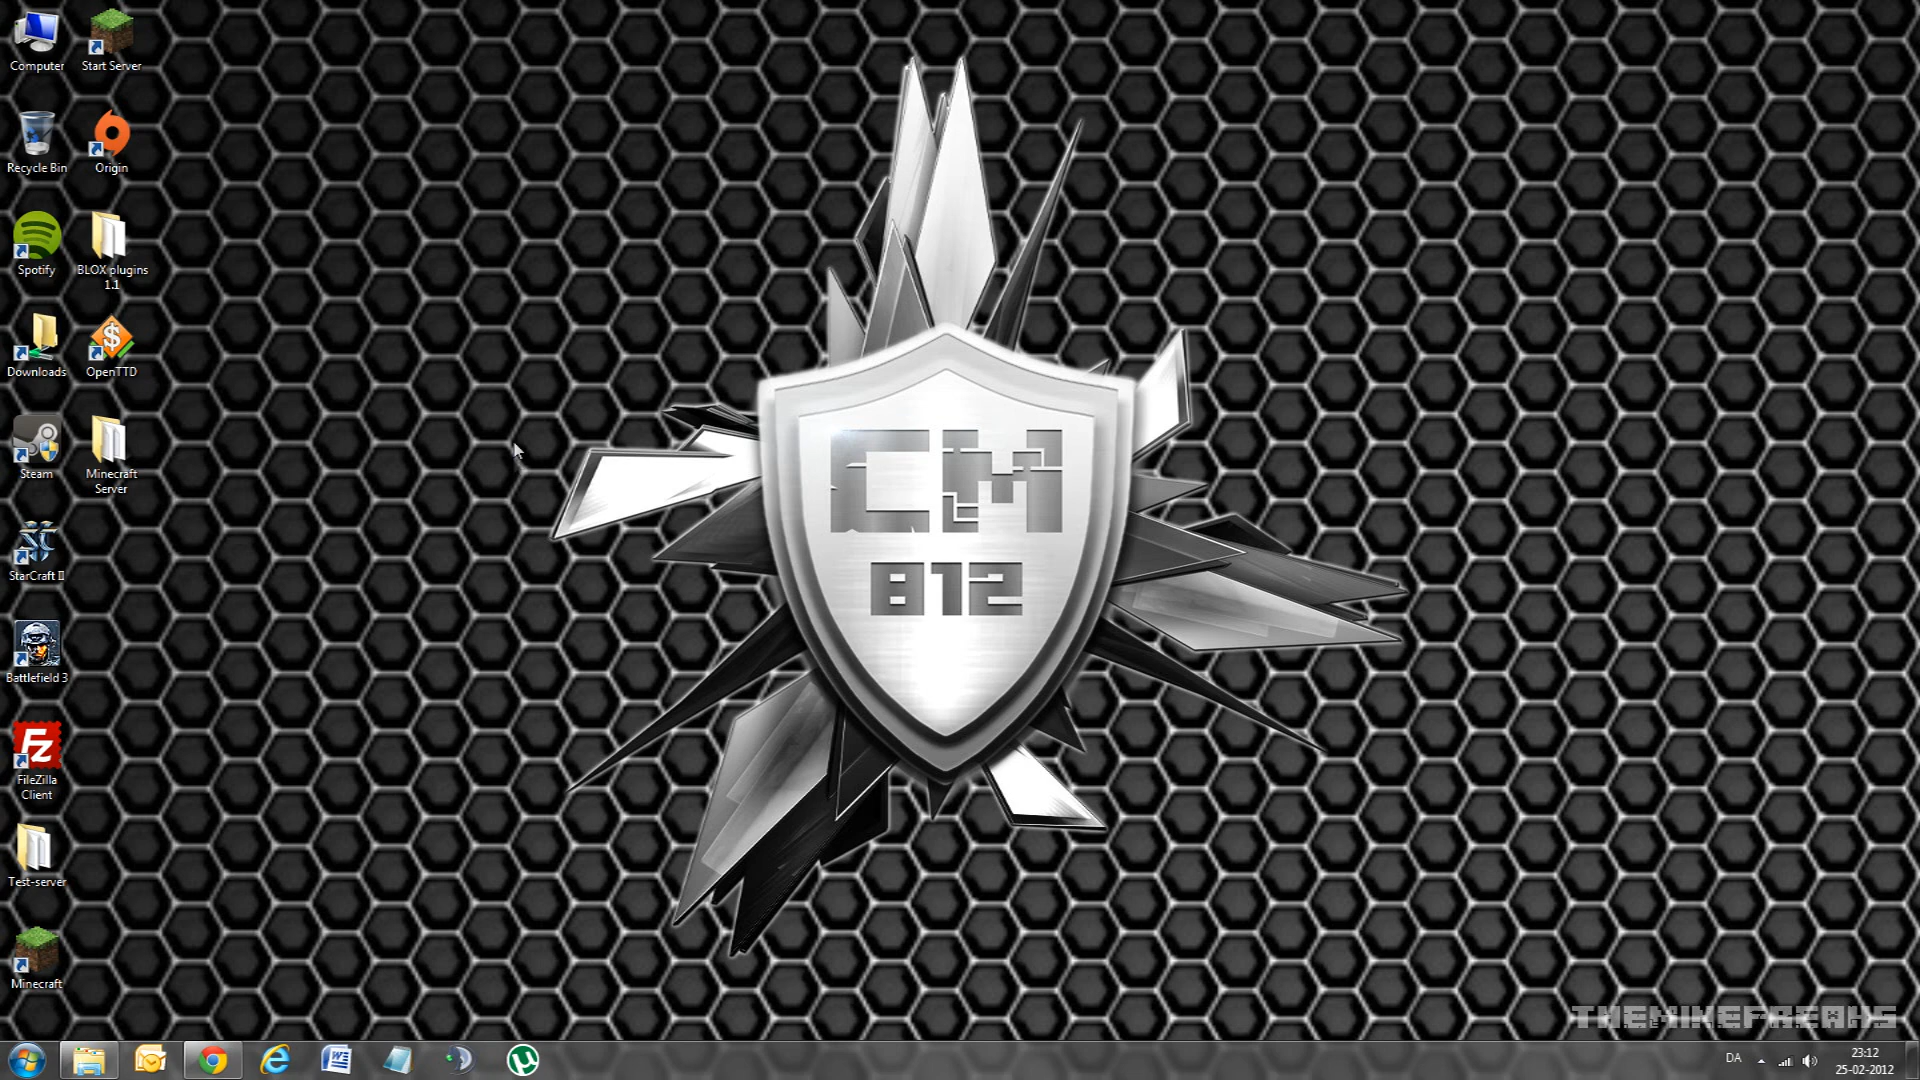 Computer
Start Server
Recycle Bin
Origin
Spotify
BLOX plugins
1.1
Downloads
OpenTTD
Steam
Minecraft
Server
StarCraft II
Battlefield 3
FileZilla
Client
Test-server
Minecraft
CM
812
THEMIKEFREAKS
DA
23:12
25-02-2012